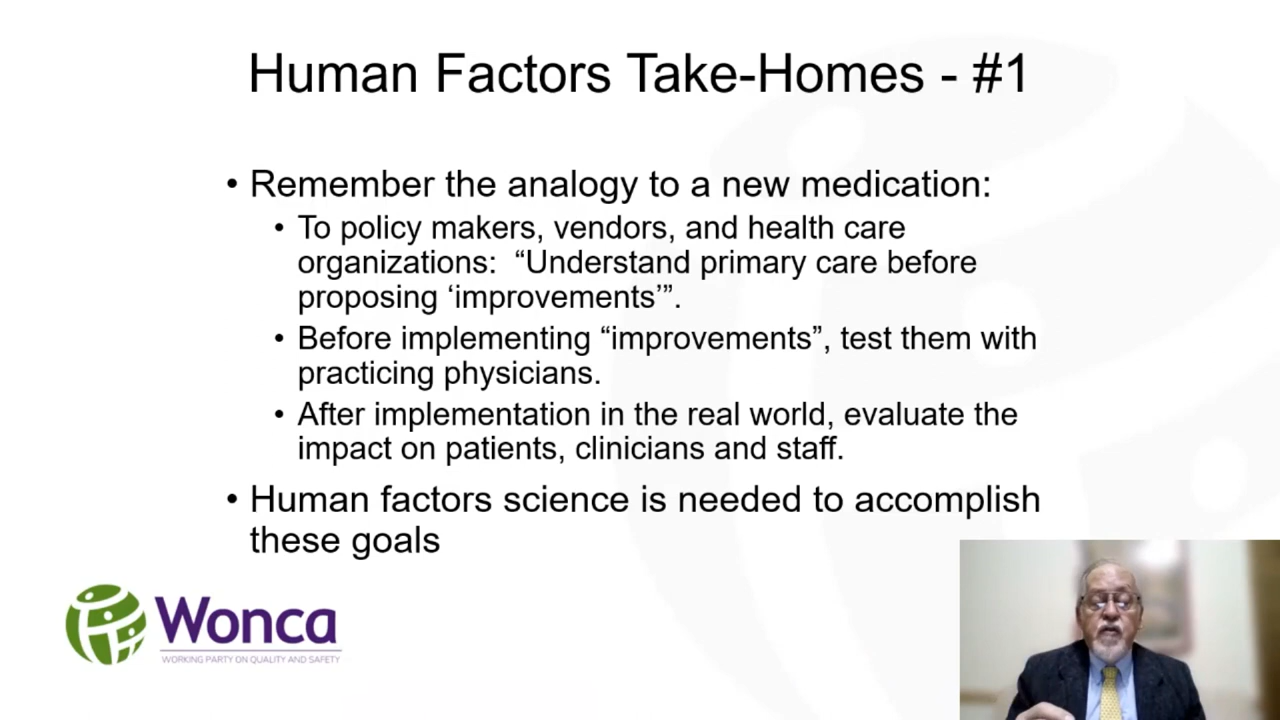 Human Factors Take-Homes - #1
• Remember the analogy to a new medication:
• To policy makers, vendors, and health care
organizations:  “Understand primary care before
proposing ‘improvements’”.
• Before implementing “improvements”, test them with
practicing physicians.
• After implementation in the real world, evaluate the
impact on patients, clinicians and staff.
• Human factors science is needed to accomplish
these goals
Wonca
WORKING PARTY ON QUALITY AND SAFETY